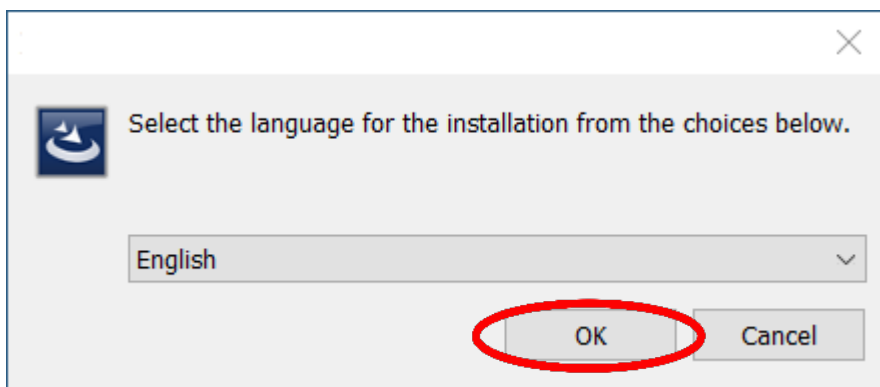 Select the language for the installation from the choices below.
English
OK
Cancel